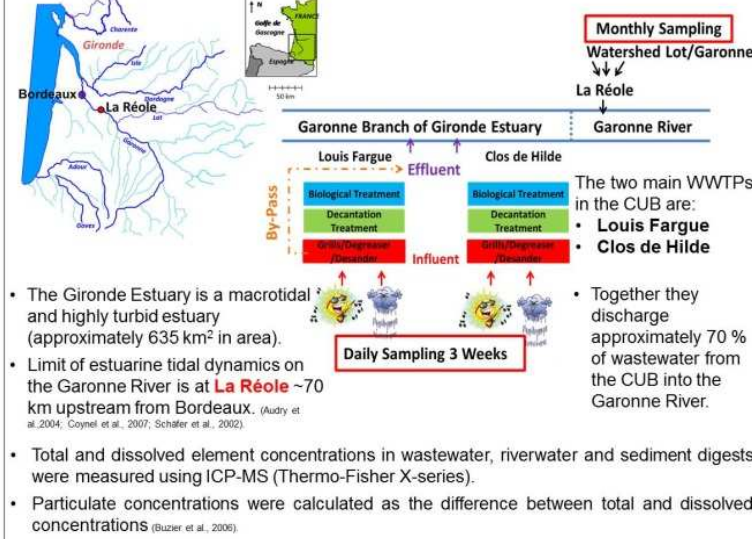 Charente
Gironde
Isle
Bordeaux
La Réole
Dordogne
Lot
Garonne
Adour
Gaves
N
FRANCE
Golfe de
Gascogne
Espagne
50 km
Monthly Sampling
Watershed Lot/Garonne
La Réole
Garonne Branch of Gironde Estuary
Garonne River
Louis Fargue
Clos de Hilde
Effluent
By-Pass
Biological Treatment
Decantation
Treatment
Grills/Degreaser
/Desander
Biological Treatment
Decantation
Treatment
Grills/Degreaser
/Desander
Influent
Daily Sampling 3 Weeks
The two main WWTPs
in the CUB are:
• Louis Fargue
• Clos de Hilde
• Together they
discharge
approximately 70 %
of wastewater from
the CUB into the
Garonne River.
• The Gironde Estuary is a macrotidal
and highly turbid estuary
(approximately 635 km² in area).
• Limit of estuarine tidal dynamics on
the Garonne River is at La Réole ~70
km upstream from Bordeaux. (Audry et
al.,2004; Coynel et al., 2007; Schäfer et al., 2002).
• Total and dissolved element concentrations in wastewater, riverwater and sediment digests
were measured using ICP-MS (Thermo-Fisher X-series).
• Particulate concentrations were calculated as the difference between total and dissolved
concentrations (Buzier et al., 2006).